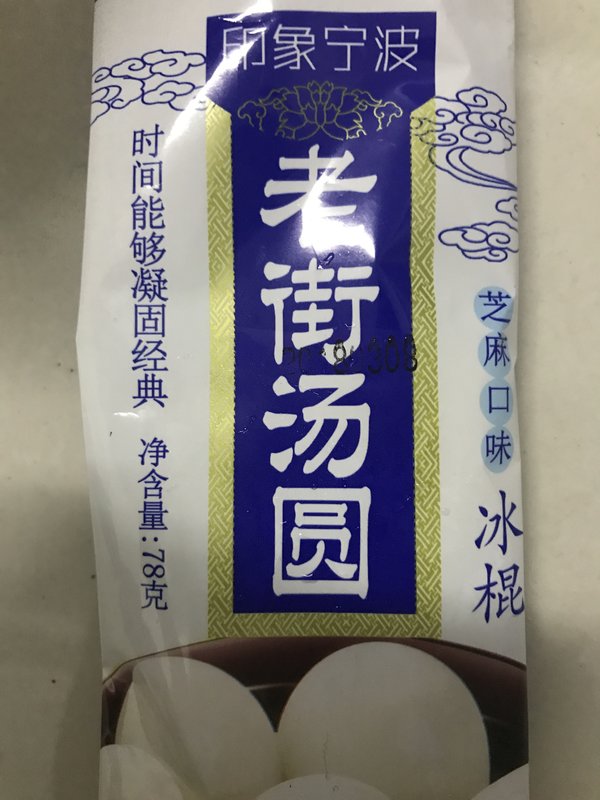 印象宁波
老街汤圆
时间能够凝固经典
净含量:78克
芝麻口味
冰棍